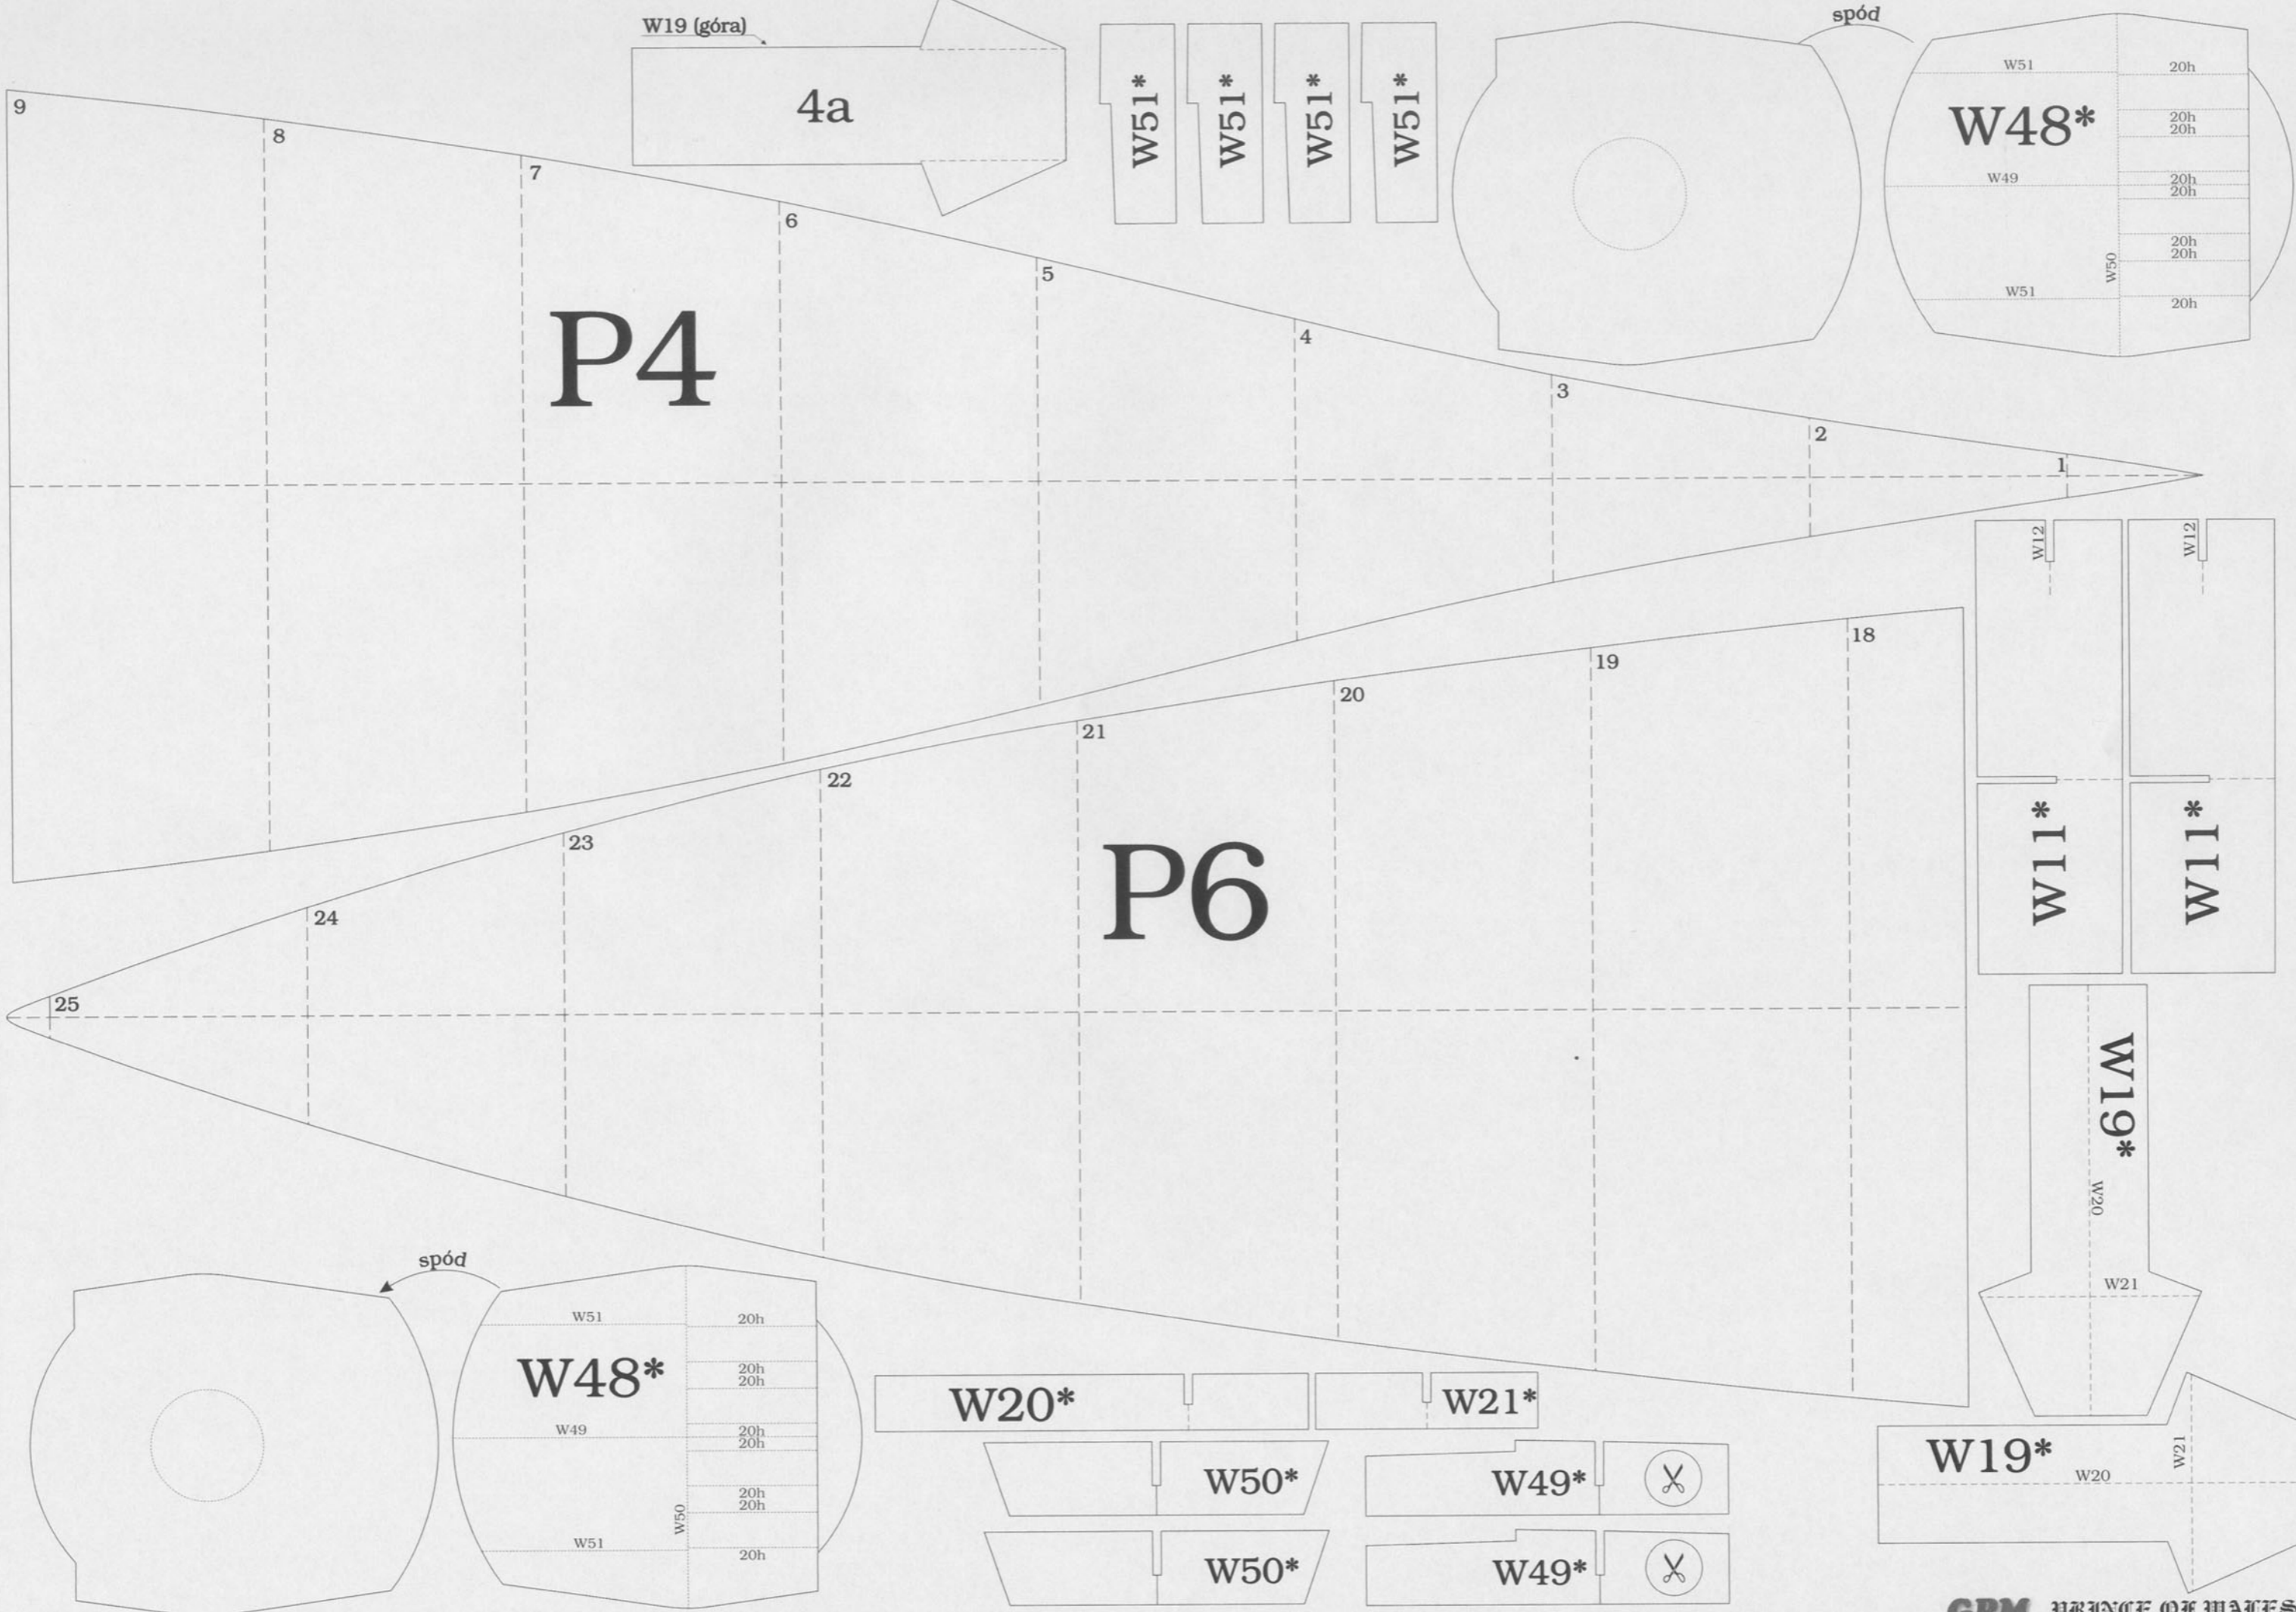 W19 (góra)
4a
W51*
W51*
W51*
W51*
spód
W51
W48*
W49
W51
W50
20h
20h
20h
20h
20h
20h
20h
20h
9
8
7
6
5
4
3
2
1
P4
W12
W12
W11*
W11*
18
19
20
21
22
23
24
25
P6
W19*
W20
W21
spód
W51
W48*
W49
W51
W50
20h
20h
20h
20h
20h
20h
20h
20h
W20*
W21*
W50*
W49*
W50*
W49*
W19*
W20
W21
GPM PRINCE OF WALES